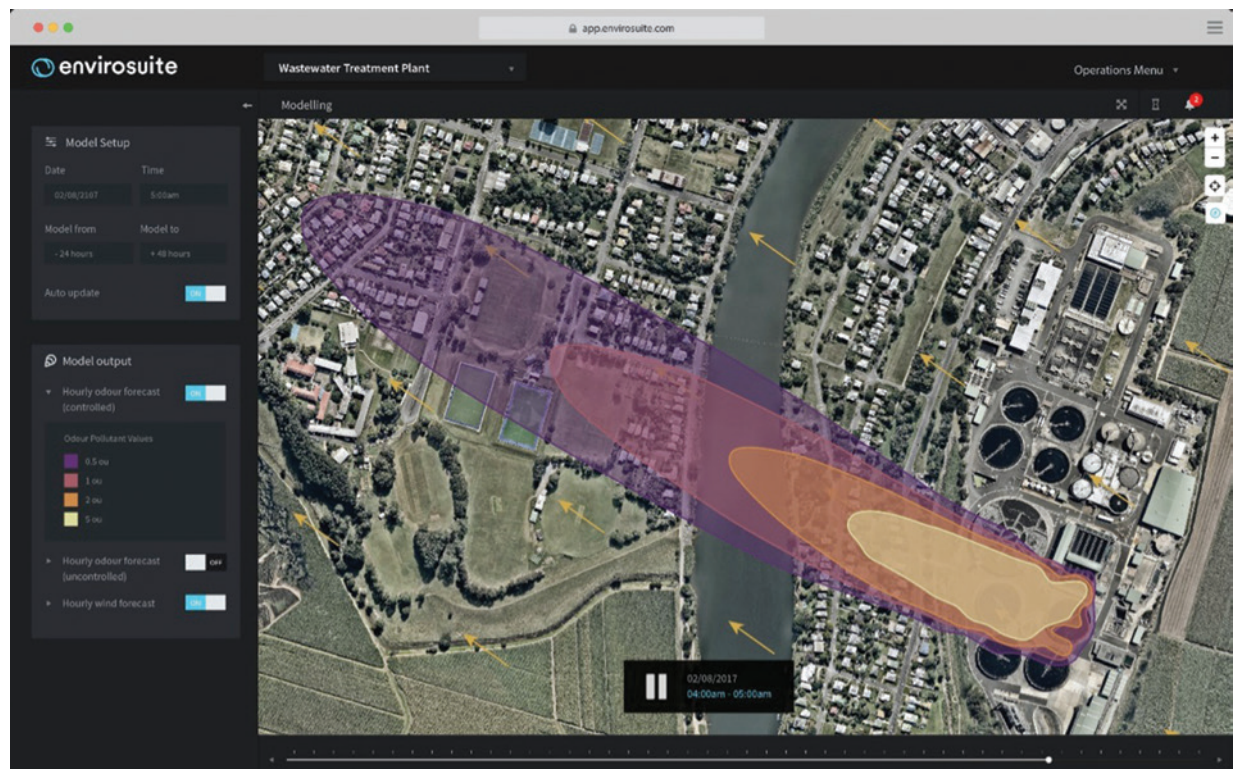 app.envirosuite.com
envirosuite
Wastewater Treatment Plant
Operations Menu
Modelling
2
Model Setup
Date Time
02/08/2107 5:00am
Model from Model to
- 24 hours + 48 hours
Auto update ON
Model output
Hourly odour forecast
(controlled)
ON
Odour Pollutant Values
0.5 ou
1 ou
2 ou
5 ou
Hourly odour forecast
(uncontrolled)
OFF
Hourly wind forecast ON
02/08/2017
04:00am - 05:00am